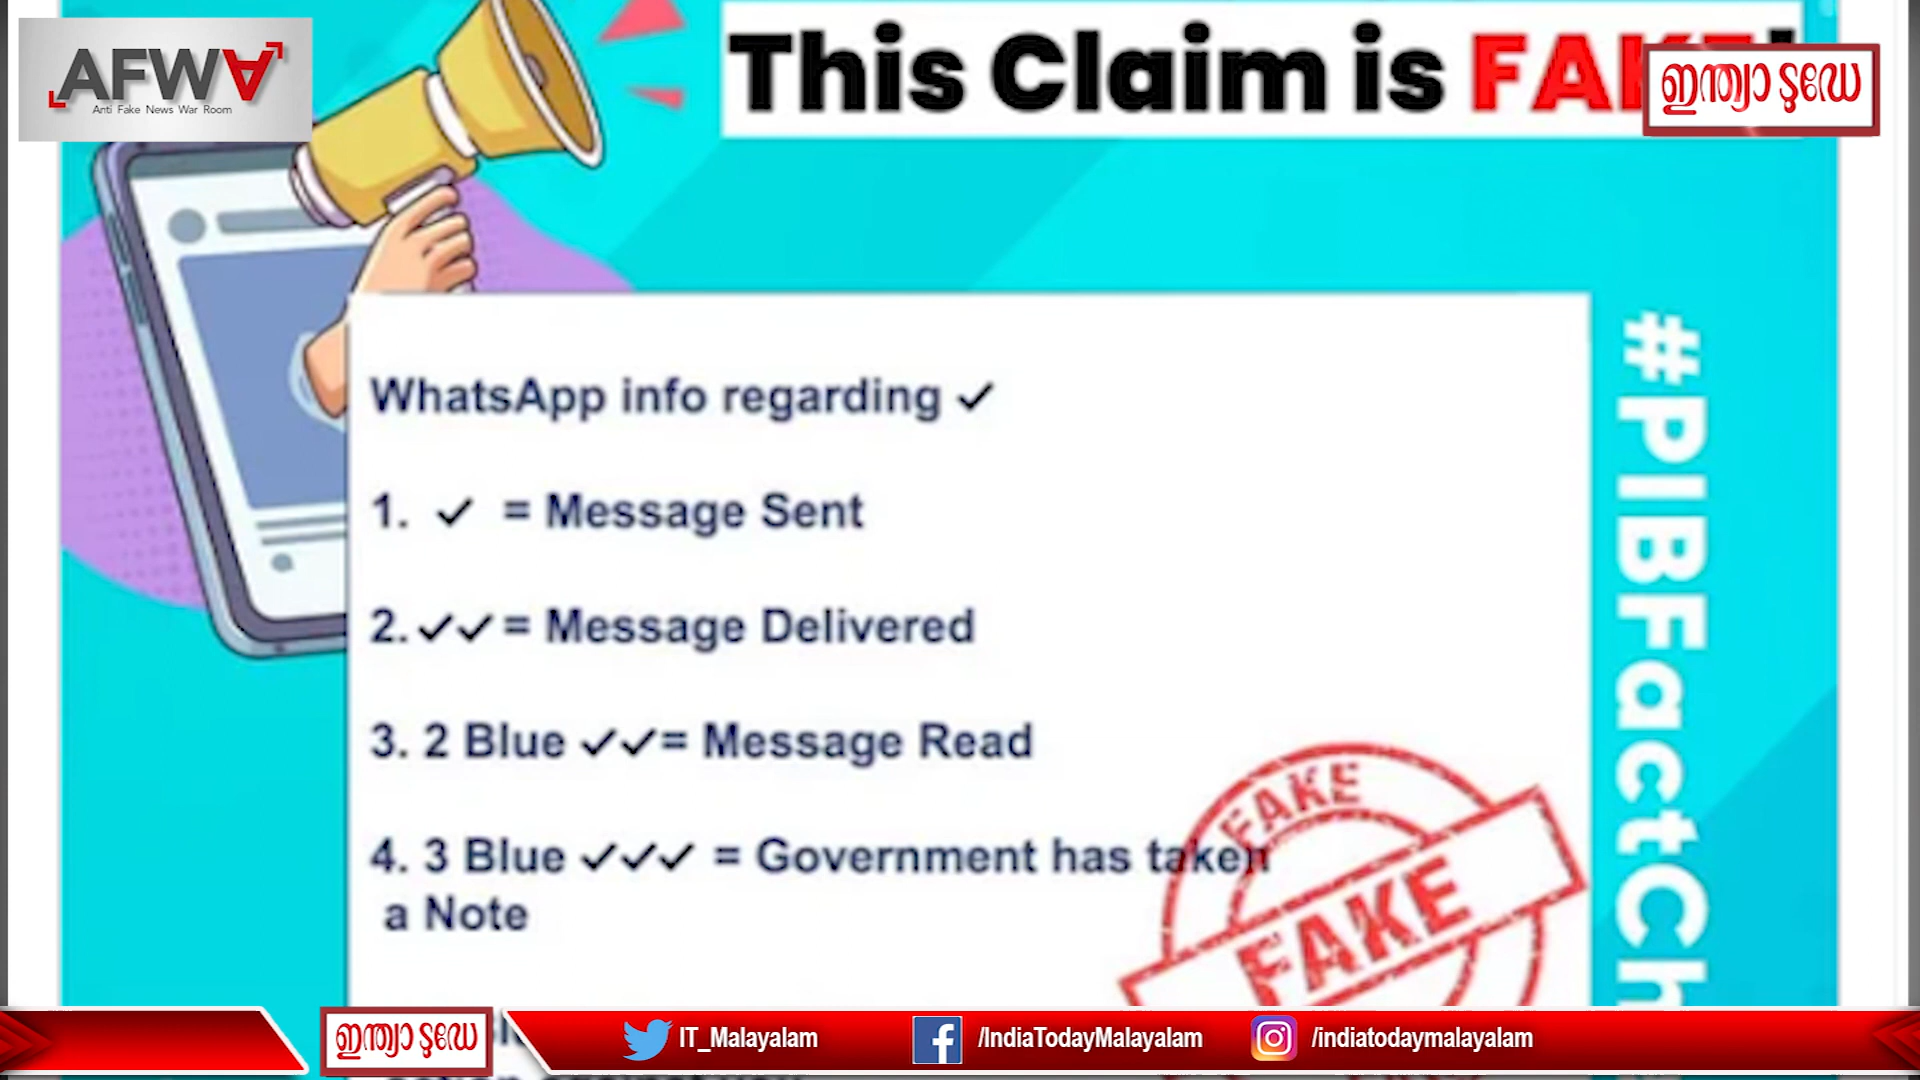 AFWA
Anti Fake News War Room
This Claim is FAKE!
ഇന്ത്യാ ടുഡേ
WhatsApp info regarding ✓
1. ✓ = Message Sent
2. ✓✓ = Message Delivered
3. 2 Blue ✓✓= Message Read
4. 3 Blue ✓✓✓ = Government has taken
a Note
FAKE
FAKE
#PIBFactCh
ഇന്ത്യാ ടുഡേ
IT_Malayalam
/IndiaTodayMalayalam
/indiatodaymalayalam